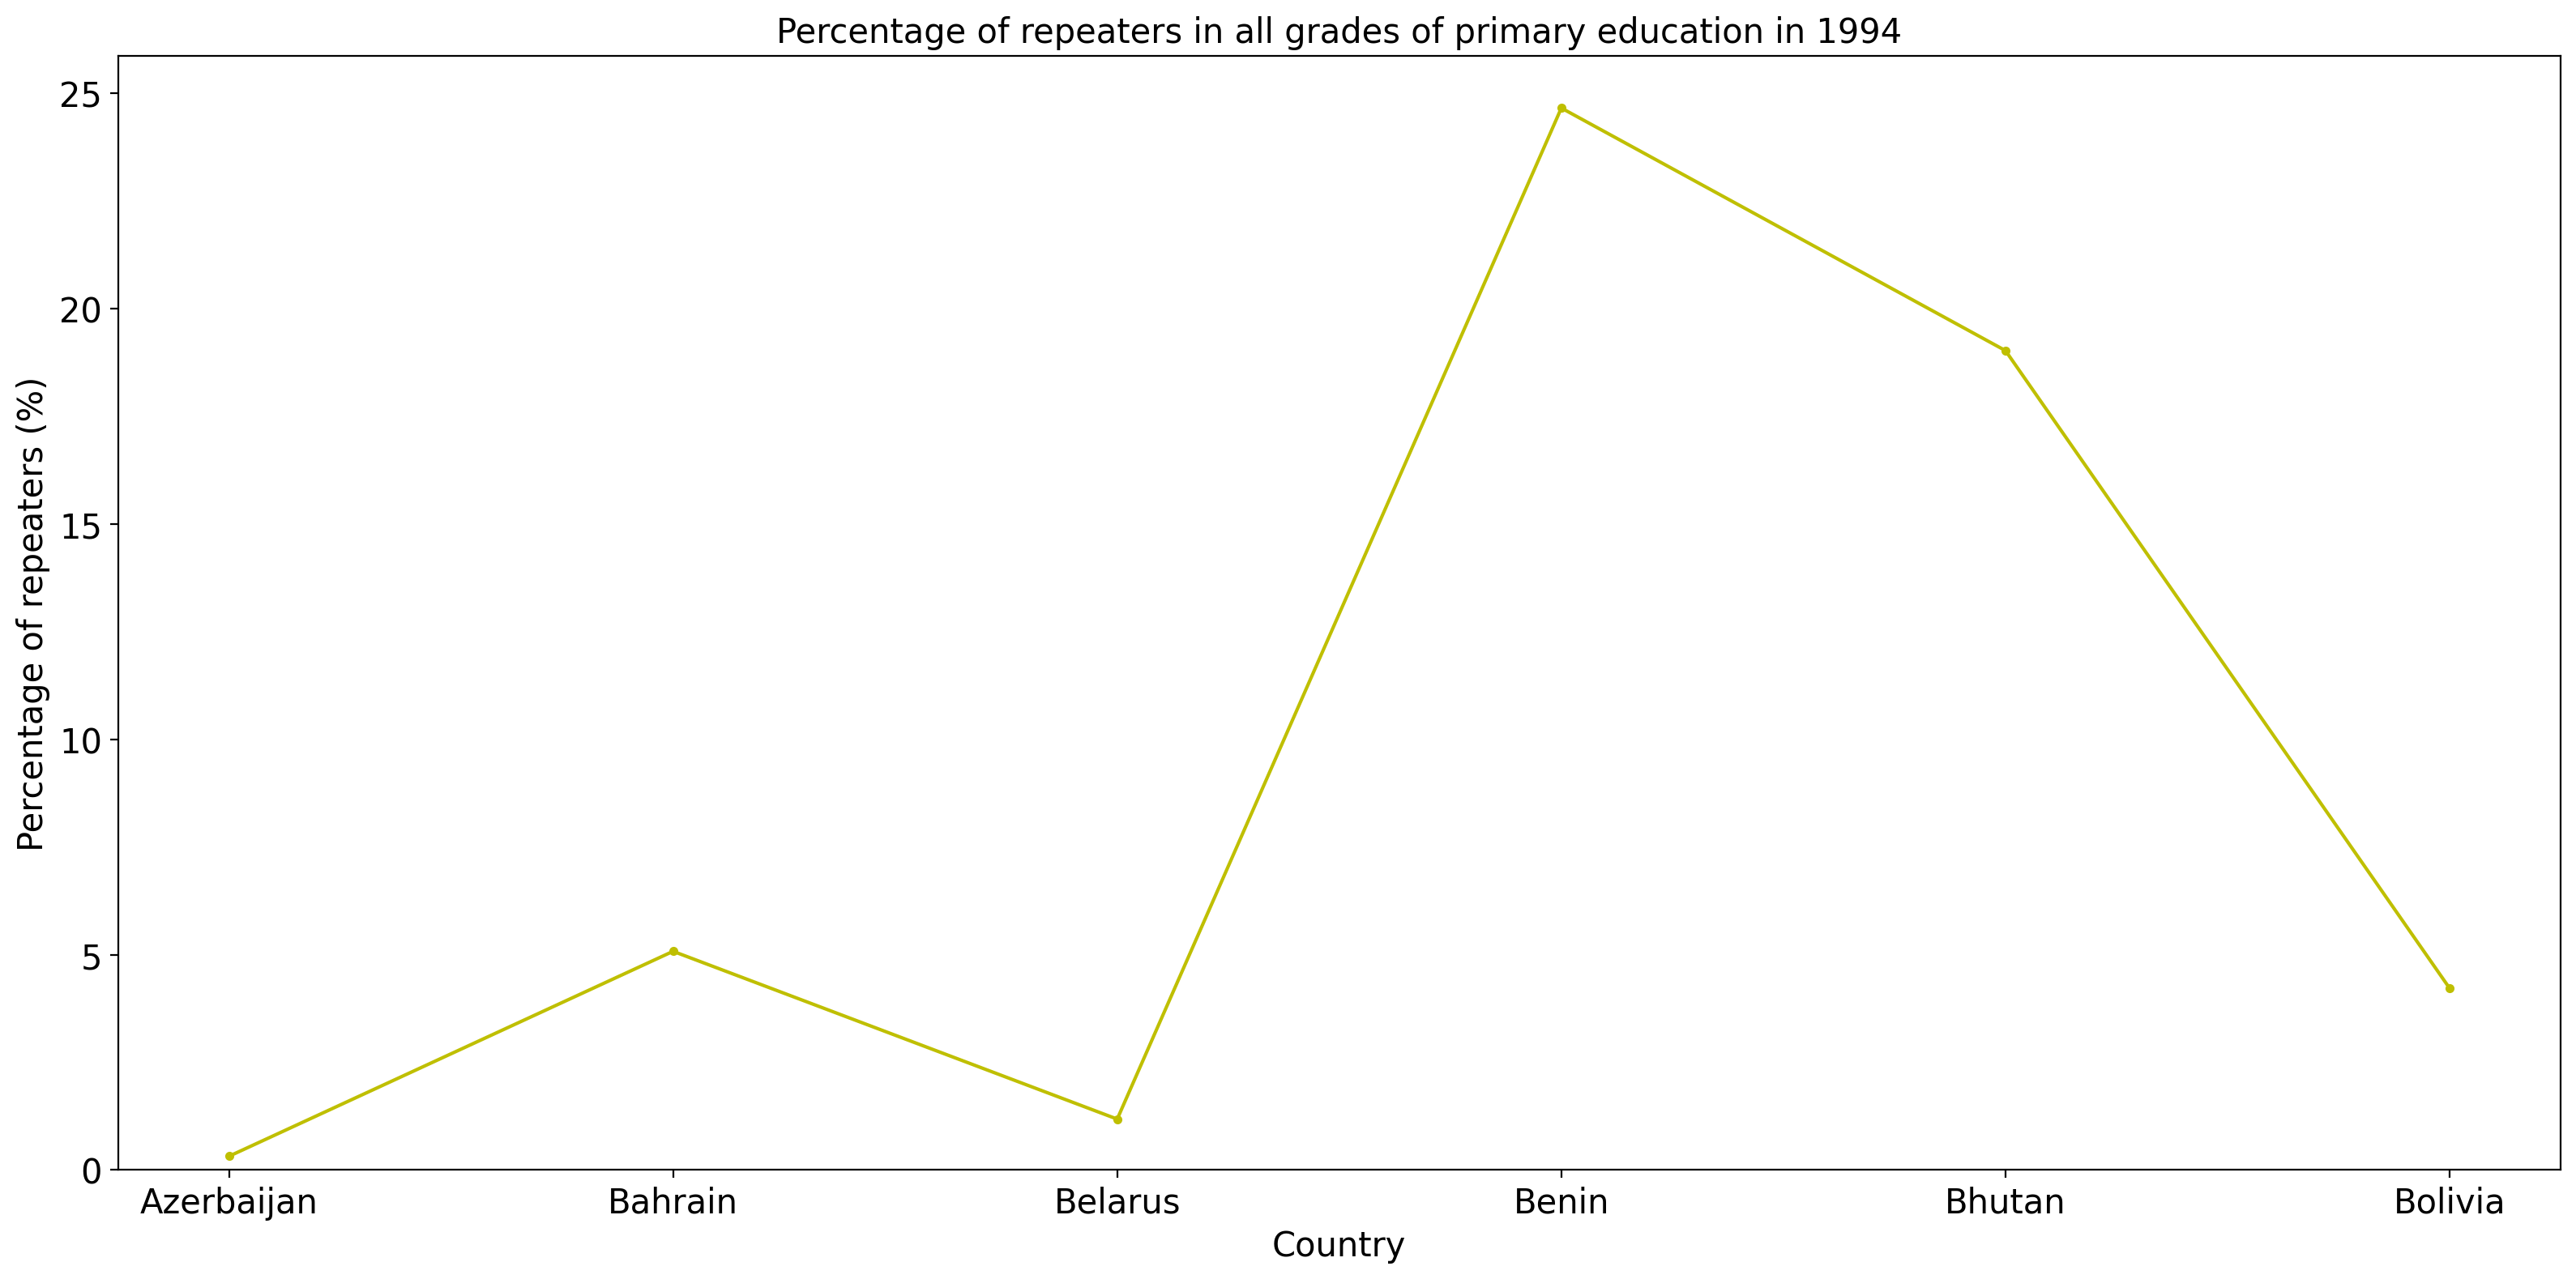 Percentage of repeaters in all grades of primary education in 1994
Percentage of repeaters (%)
25
20
15
10
5
0
Azerbaijan Bahrain Belarus Benin Bhutan Bolivia
Country